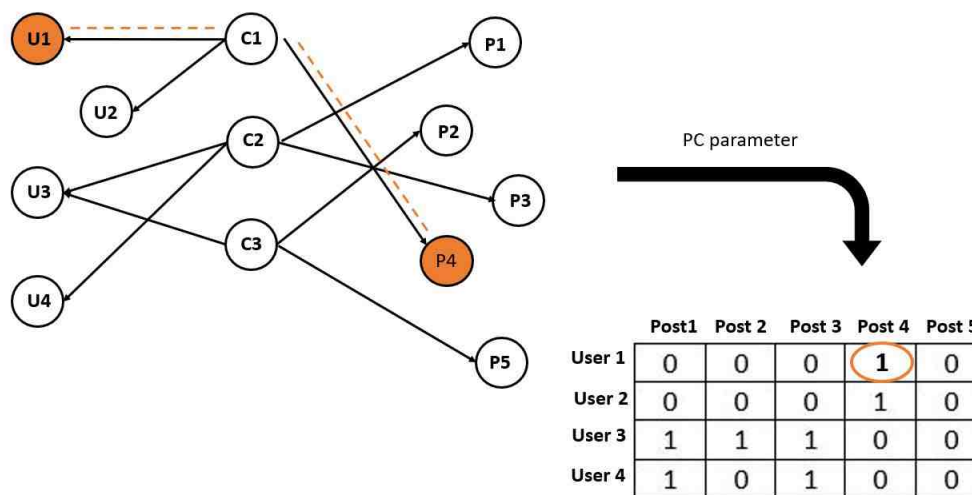 U1
C1
P1
U2
C2
P2
PC parameter
U3
P3
C3
P4
U4
P5
Post1 Post 2 Post 3 Post 4 Post 5
User 1 0 0 0 1 0
User 2 0 0 0 1 0
User 3 1 1 1 0 0
User 4 1 0 1 0 0